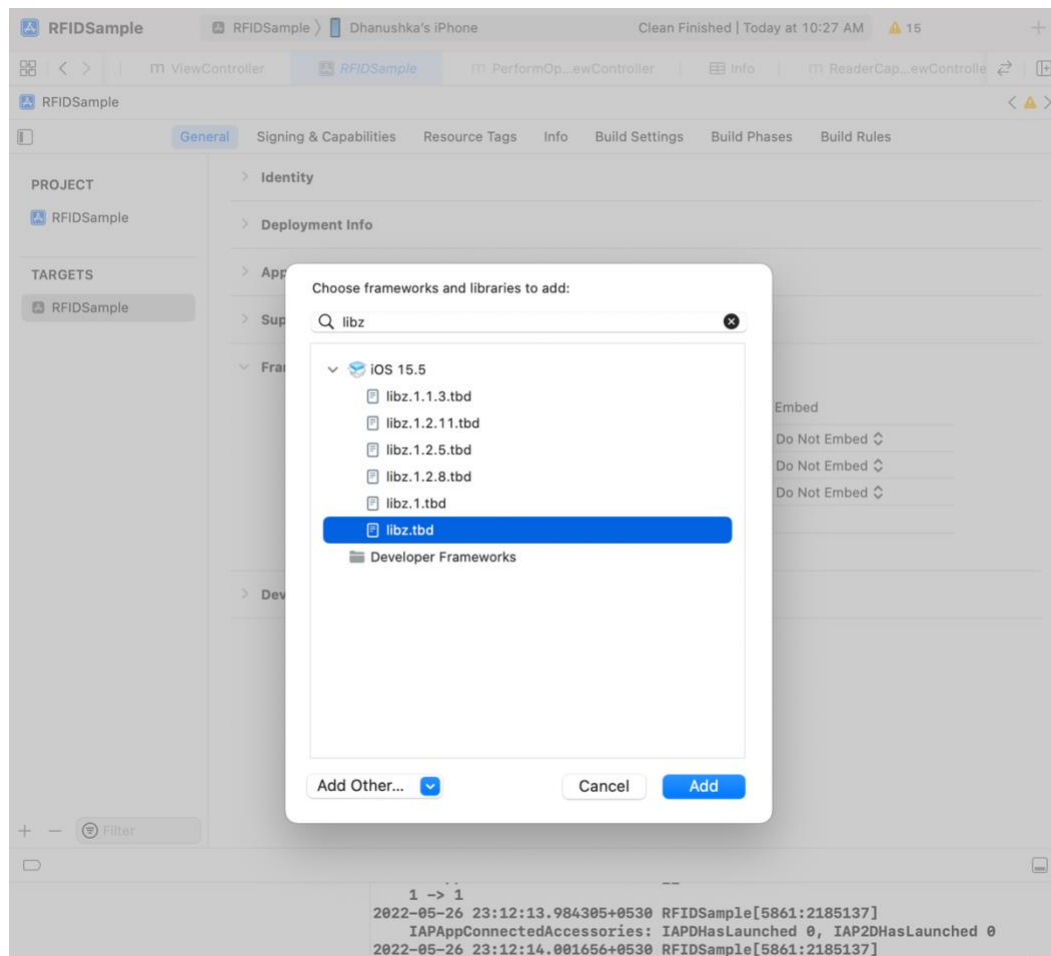 RFIDSample RFIDSample Dhanushka's iPhone Clean Finished | Today at 10:27 AM 15
ViewController RFIDSample PerformOp...ewController Info ReaderCap...ewControlle
RFIDSample
General Signing & Capabilities Resource Tags Info Build Settings Build Phases Build Rules
PROJECT
RFIDSample
TARGETS
RFIDSample
Identity
Deployment Info
App
Sup
Fra
Dev
Choose frameworks and libraries to add:
libz
iOS 15.5
libz.1.1.3.tbd
libz.1.2.11.tbd
libz.1.2.5.tbd
libz.1.2.8.tbd
libz.1.tbd
libz.tbd
Developer Frameworks
Add Other... Cancel Add
Embed
Do Not Embed
Do Not Embed
Do Not Embed
Filter
1 -> 1
2022-05-26 23:12:13.984305+0530 RFIDSample[5861:2185137]
IAPAppConnectedAccessories: IAPDHasLaunched 0, IAP2DHasLaunched 0
2022-05-26 23:12:14.001656+0530 RFIDSample[5861:2185137]